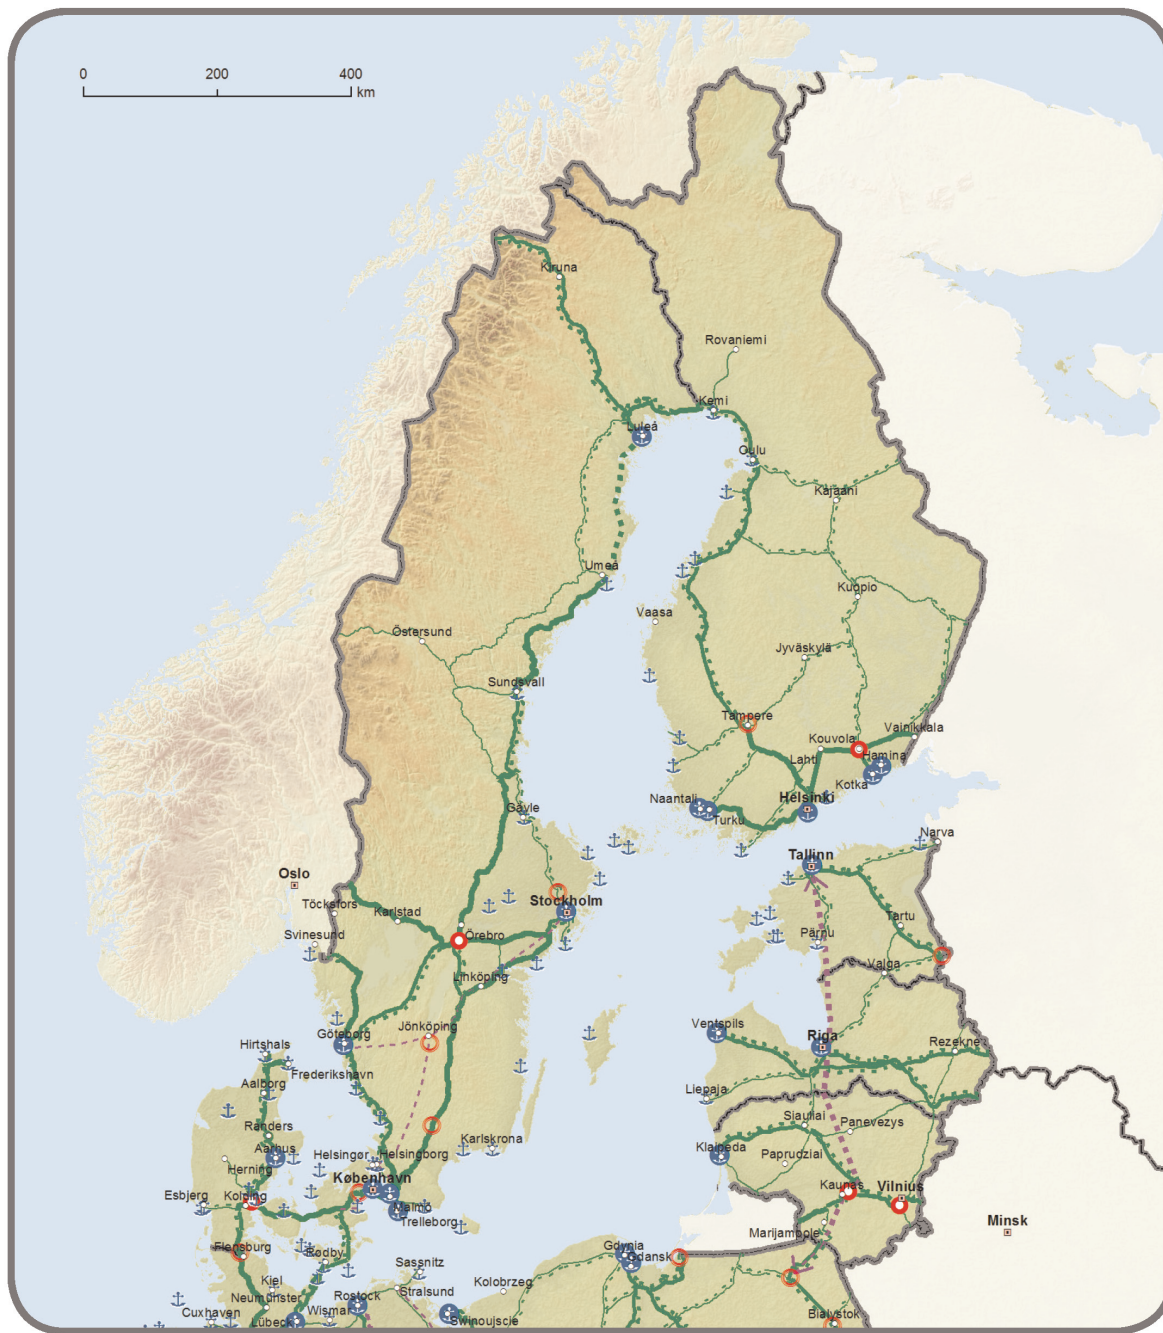 0 200 400
km
Kiruna
Rovaniemi
Kemi
Luleå
Oulu
Kajaani
Umeå
Kuopio
Vaasa
Östersund
Jyväskylä
Sundsvall
Tampere
Vainikkala
Kouvola
Lahti
Hamina
Kotka
Naantali
Helsinki
Gävle
Turku
Narva
Tallinn
Oslo
Stockholm
Töcksfors
Karlstad
Tartu
Svinesund
Örebro
Pärnu
Valga
Linköping
Ventspils
Jönköping
Göteborg
Riga
Rezekne
Hirtshals
Frederikshavn
Aalborg
Liepaja
Siauliai
Panevezys
Randers
Karlskrona
Aarhus
Helsingør
Helsingborg
Klaipeda
Herning
Paprudziai
København
Kaunas
Vilnius
Esbjerg
Kolding
Malmö
Trelleborg
Minsk
Marijampole
Flensburg
Rødby
Gdynia
Gdansk
Sassnitz
Kiel
Kolobrzeg
Stralsund
Neumünster
Rostock
Cuxhaven
Wismar
Bialystok
Lübeck
Swinoujscie